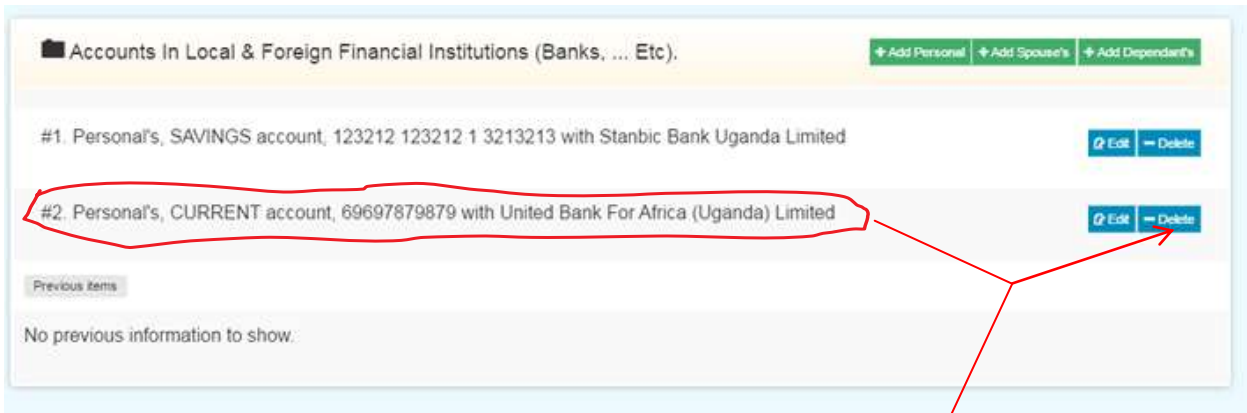 Accounts In Local & Foreign Financial Institutions (Banks, ... Etc).
+ Add Personal + Add Spouse's + Add Dependant's
#1. Personal's, SAVINGS account, 123212 123212 1 3213213 with Stanbic Bank Uganda Limited
Edit − Delete
#2. Personal's, CURRENT account, 69697879879 with United Bank For Africa (Uganda) Limited
Edit − Delete
Previous items
No previous information to show.